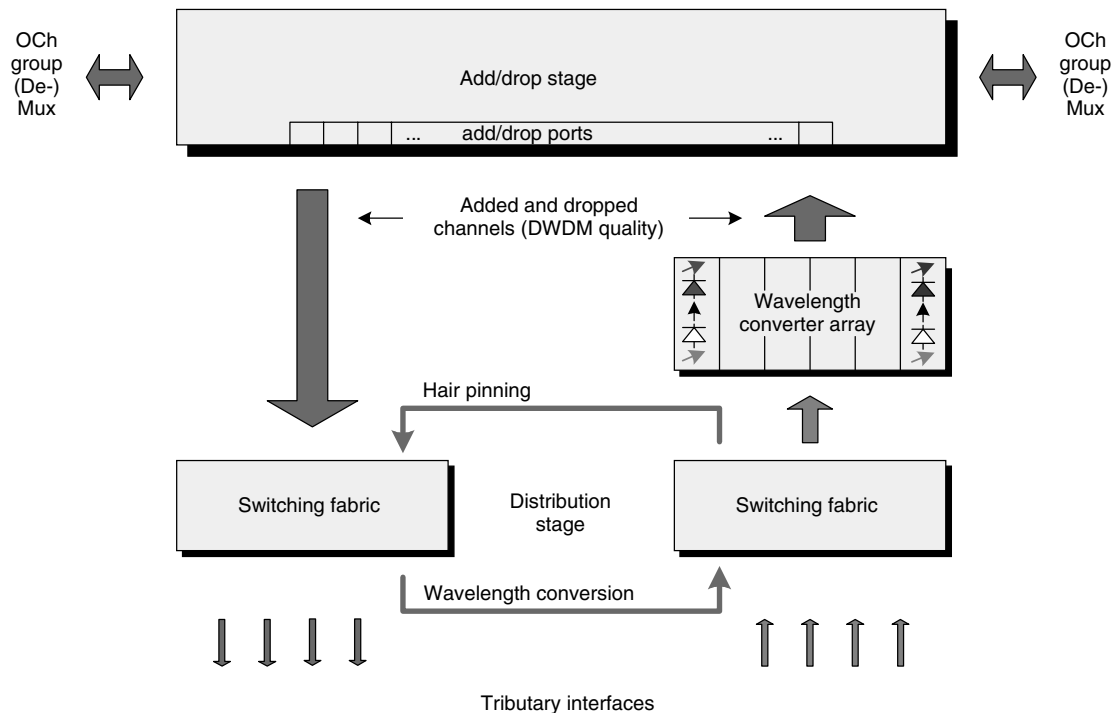 OCh
group
(De-)
Mux
Add/drop stage
OCh
group
(De-)
Mux
... add/drop ports ...
Added and dropped
channels (DWDM quality)
Wavelength
converter array
Hair pinning
Switching fabric
Distribution
stage
Switching fabric
Wavelength conversion
Tributary interfaces